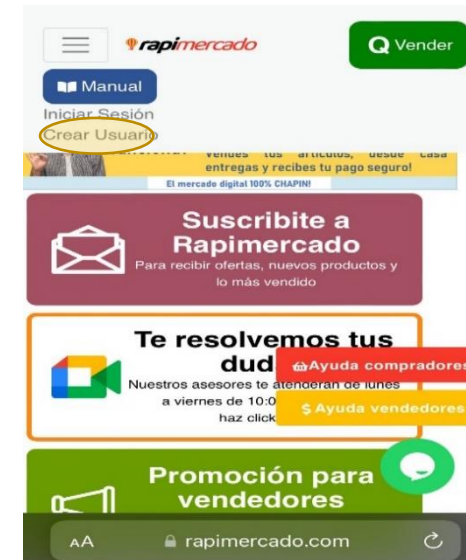 rapimercado
Q Vender
Manual
Iniciar Sesión
Crear Usuario
Vendes tus artículos, desde casa
entregas y recibes tu pago seguro!
El mercado digital 100% CHAPIN!
Suscribite a
Rapimercado
Para recibir ofertas, nuevos productos y
lo más vendido
Te resolvemos tus
Ayuda compradores
Nuestros asesores te atenderan de lunes
a viernes de 10:0
$ Ayuda vendedores
haz click
Promoción para
vendedores
AA rapimercado.com